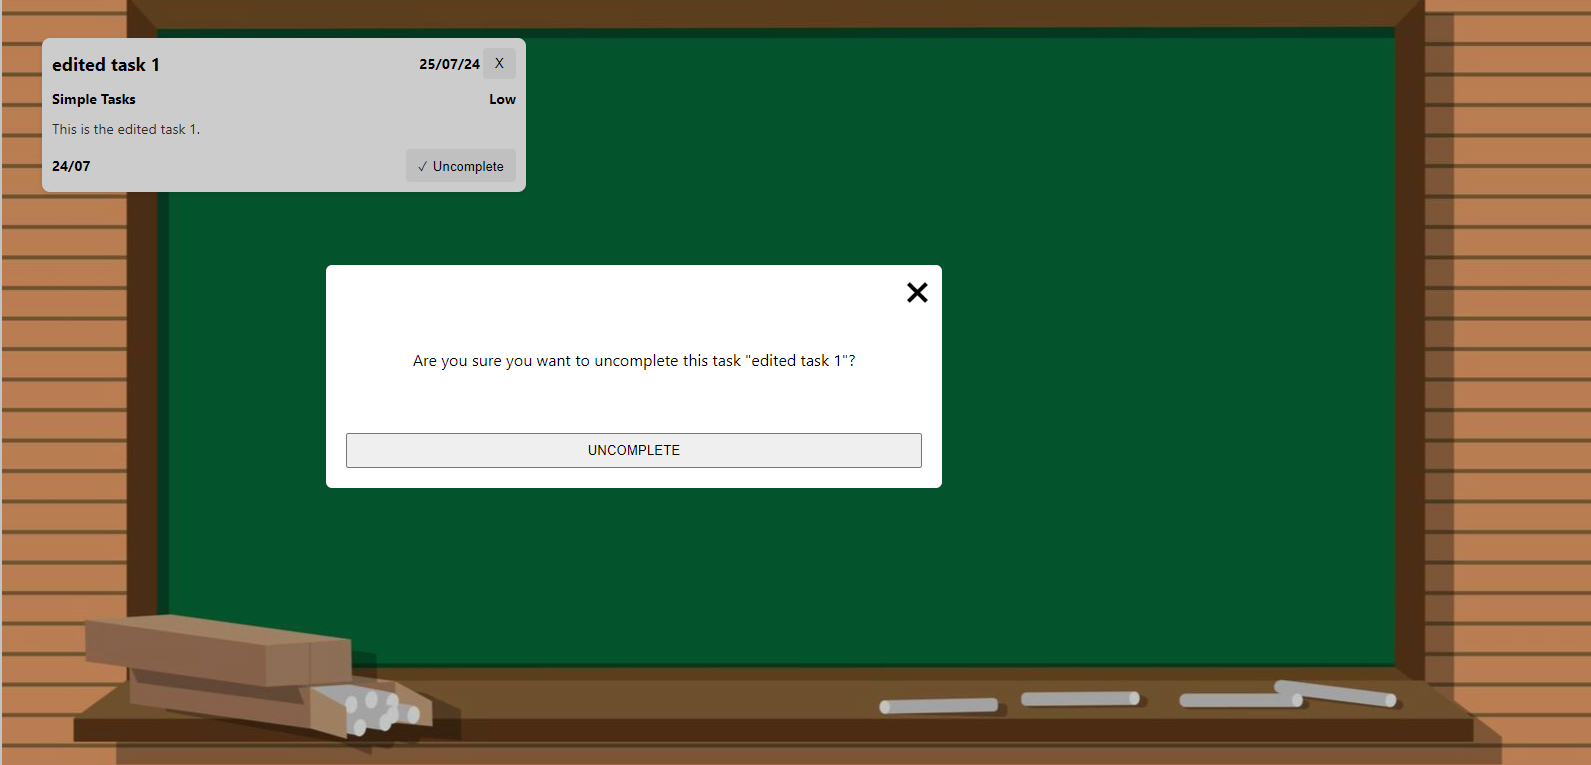 edited task 1 25/07/24 X
Simple Tasks Low
This is the edited task 1.
24/07 ✓ Uncomplete
Are you sure you want to uncomplete this task "edited task 1"?
UNCOMPLETE